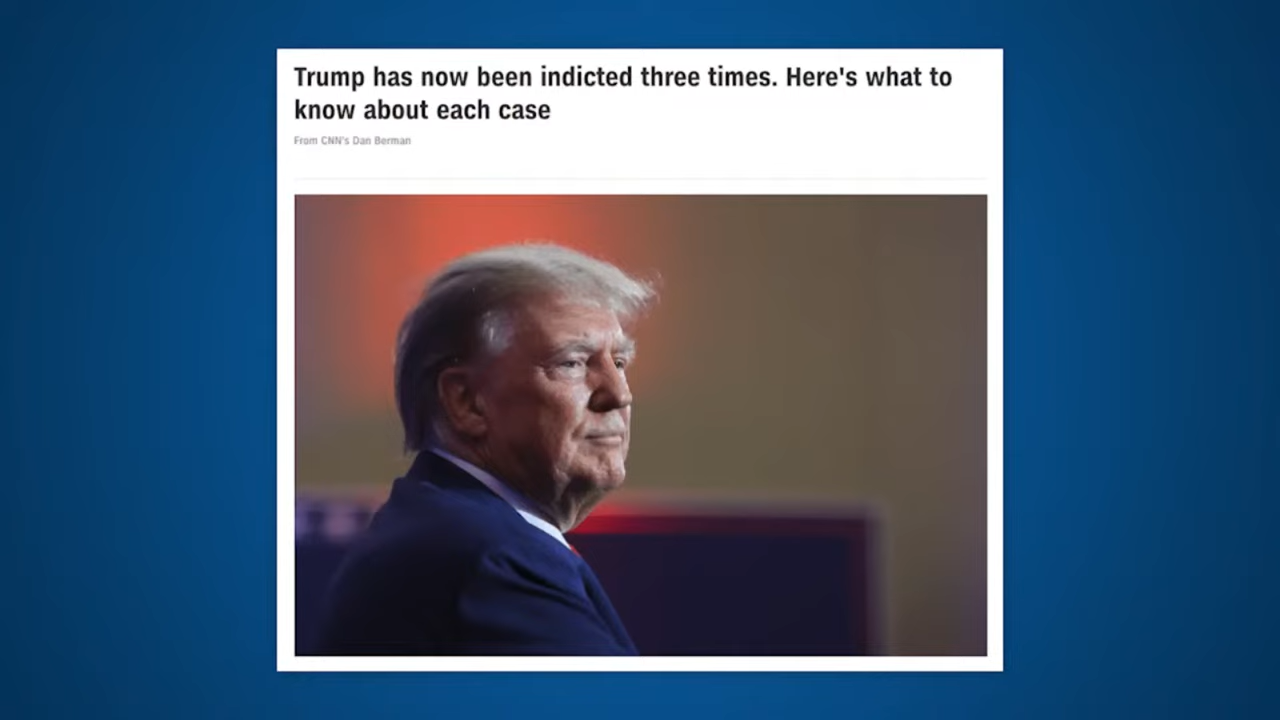 Trump has now been indicted three times. Here's what to
know about each case
From CNN's Dan Berman